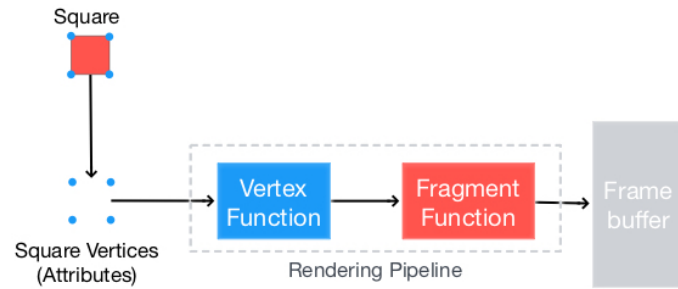 Square
Square Vertices
(Attributes)
Vertex
Function
Fragment
Function
Rendering Pipeline
Frame
buffer